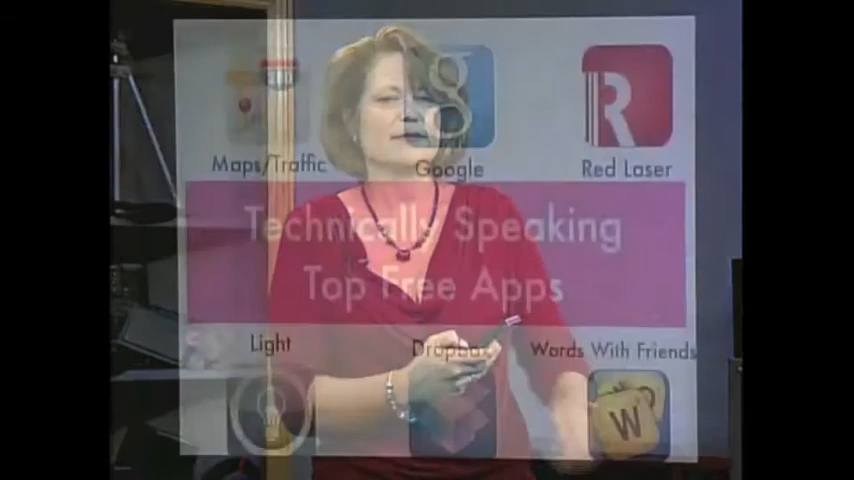 g
R
Maps/Traffic Google Red Laser
Technically Speaking
Top Free Apps
Light Dropbox Words With Friends
W